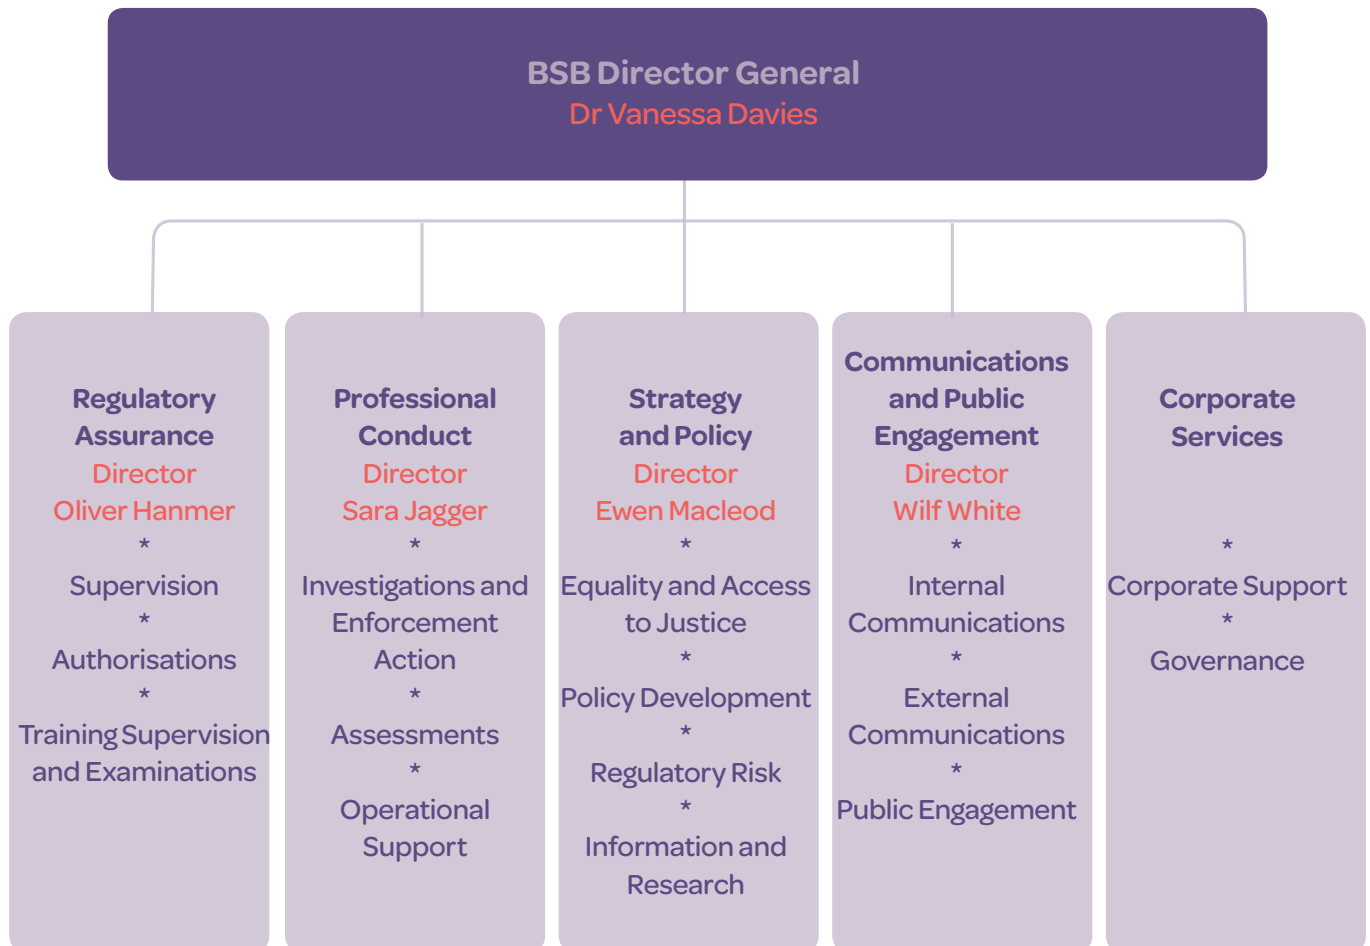 BSB Director General
Dr Vanessa Davies
Regulatory
Assurance
Director
Oliver Hanmer
*
Supervision
*
Authorisations
*
Training Supervision
and Examinations
Professional
Conduct
Director
Sara Jagger
*
Investigations and
Enforcement
Action
*
Assessments
*
Operational
Support
Strategy
and Policy
Director
Ewen Macleod
*
Equality and Access
to Justice
*
Policy Development
*
Regulatory Risk
*
Information and
Research
Communications
and Public
Engagement
Director
Wilf White
*
Internal
Communications
*
External
Communications
*
Public Engagement
Corporate
Services
*
Corporate Support
*
Governance